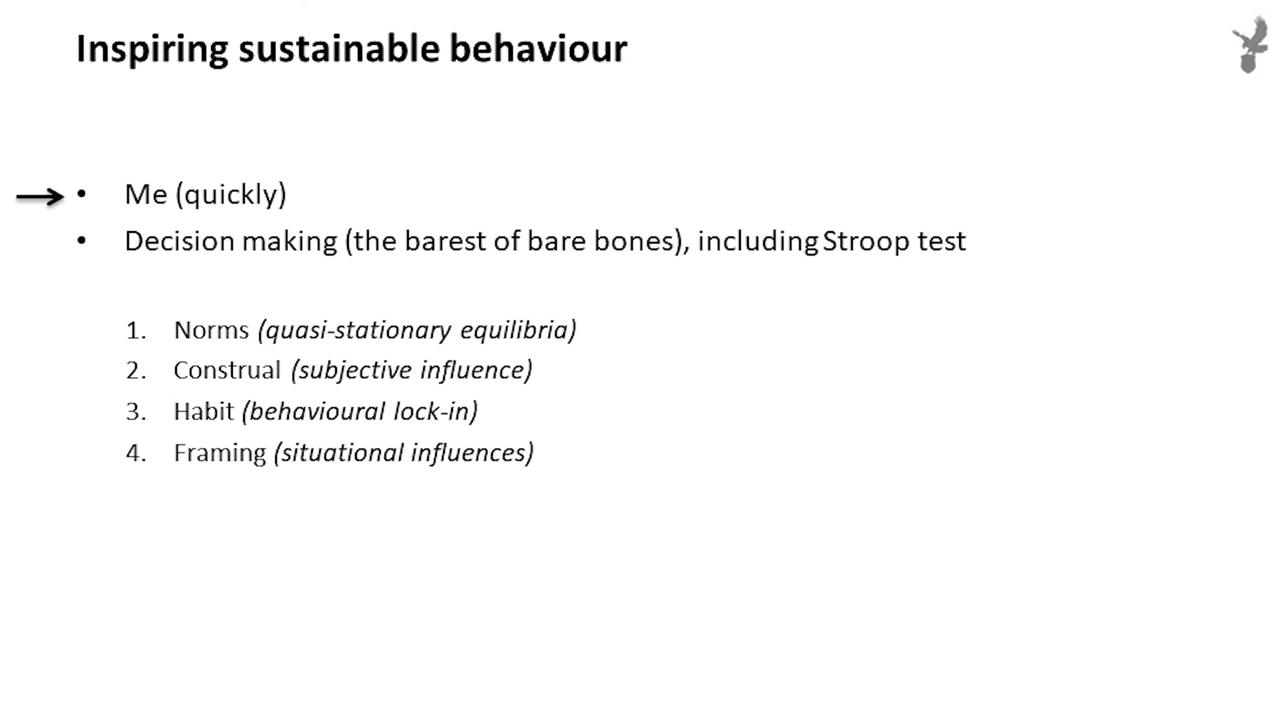 Inspiring sustainable behaviour
• Me (quickly)
• Decision making (the barest of bare bones), including Stroop test
1. Norms (quasi-stationary equilibria)
2. Construal (subjective influence)
3. Habit (behavioural lock-in)
4. Framing (situational influences)